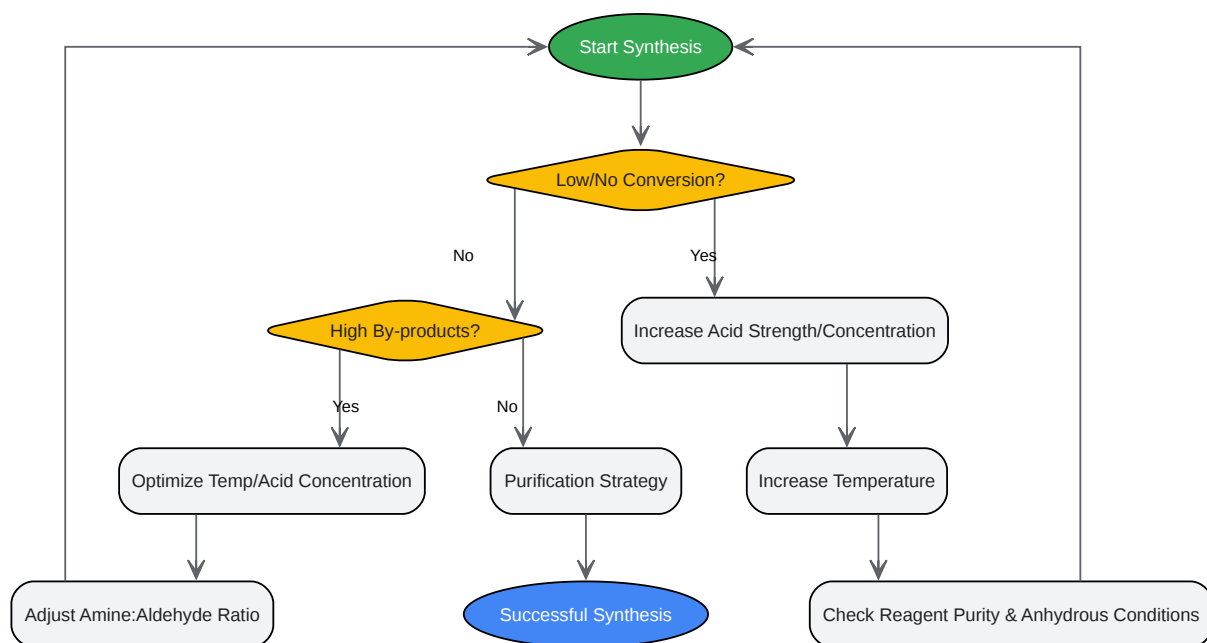 Start Synthesis
Low/No Conversion?
No
Yes
High By-products?
Increase Acid Strength/Concentration
Yes
No
Optimize Temp/Acid Concentration
Purification Strategy
Increase Temperature
Adjust Amine:Aldehyde Ratio
Successful Synthesis
Check Reagent Purity & Anhydrous Conditions